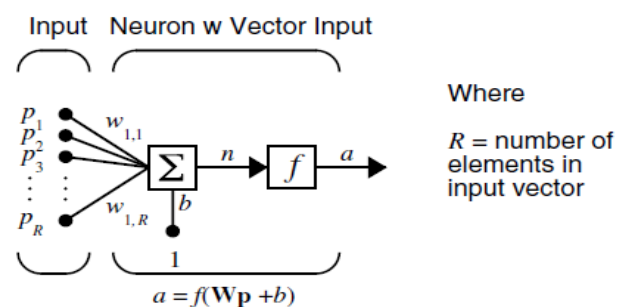 Input Neuron w Vector Input
Where
R = number of
elements in
input vector
p1
p2
p3
pR
w1,1
w1,R
Σ
n
f
a
b
1
a = f(Wp +b)